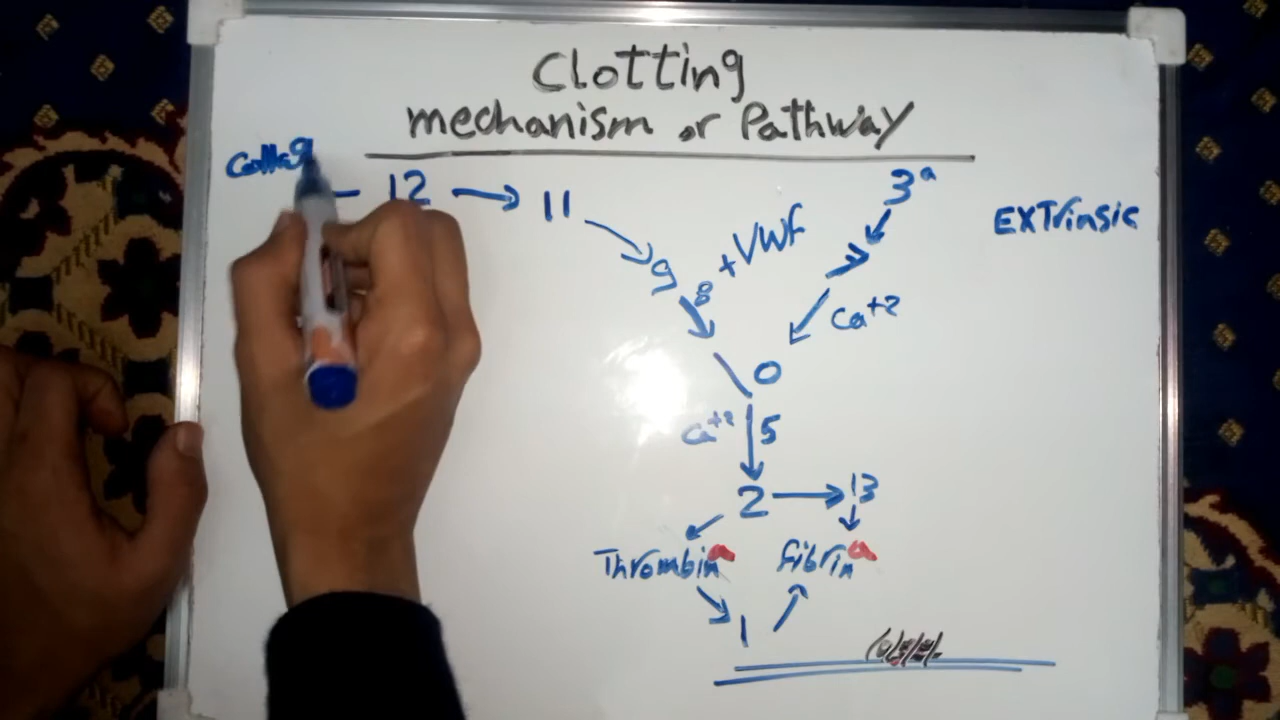 Clotting
mechanism or Pathway
Collag
12
11
3a
EXTrinsic
9
8
+ VWF
7
Ca+2
Ca+2
5
2
13
Thrombin a
fibrin a
1